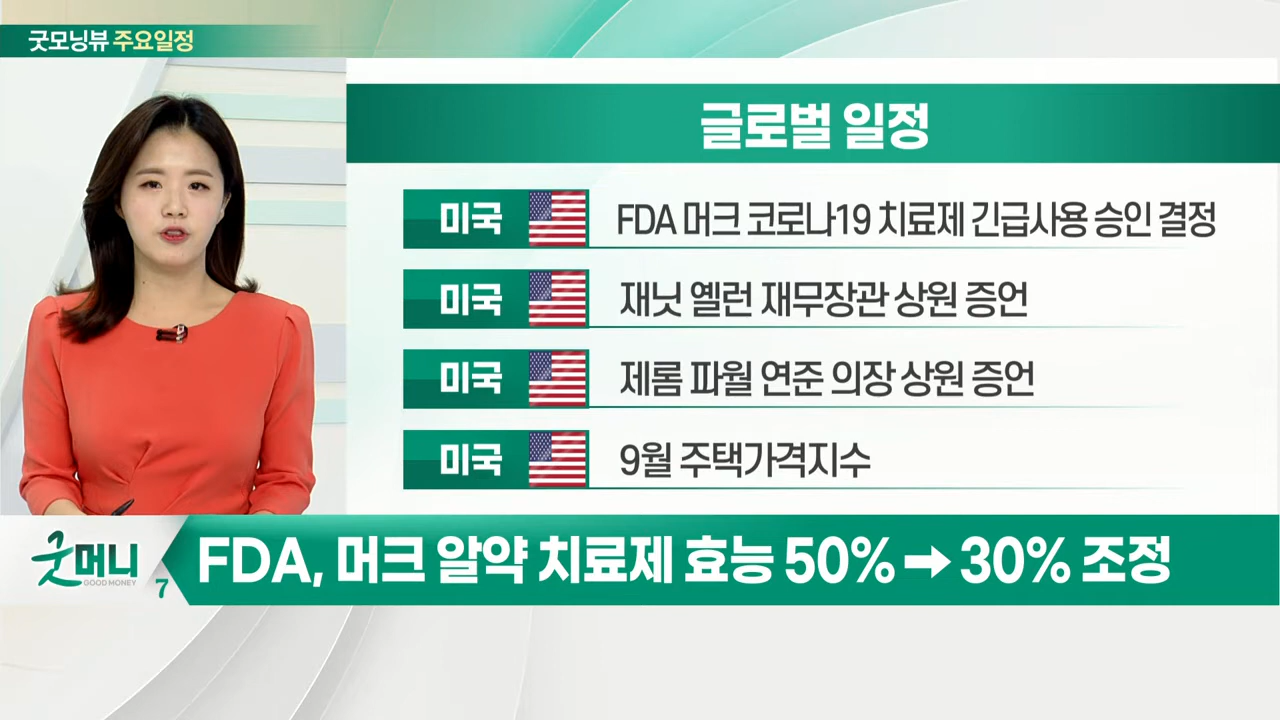 굿모닝뷰 주요일정
글로벌 일정
미국 FDA 머크 코로나19 치료제 긴급사용 승인 결정
미국 재닛 옐런 재무장관 상원 증언
미국 제롬 파월 연준 의장 상원 증언
미국 9월 주택가격지수
굿머니 GOOD MONEY 7
FDA, 머크 알약 치료제 효능 50% ➡ 30% 조정